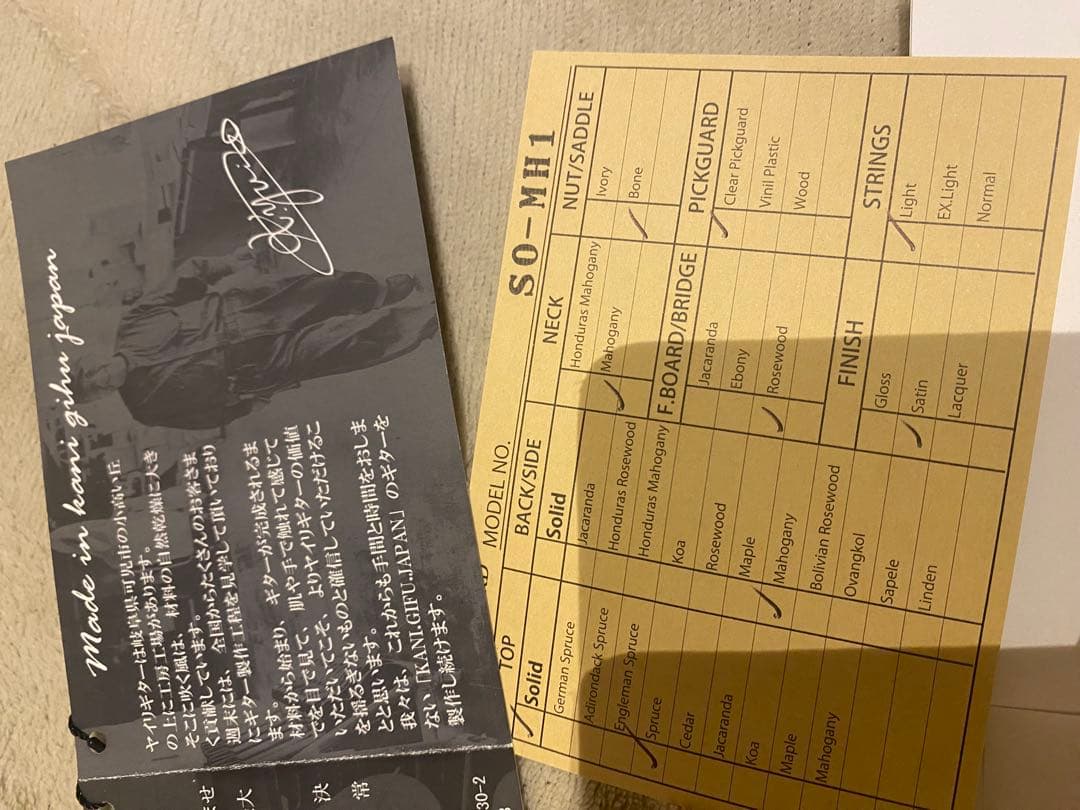 Made in kani gihu japan
ヤイリギターは岐阜県可児市の小高い丘
の上に工房工場があります。
そこに吹く風は、材料の自然乾燥に大き
く貢献しています。
週末には、全国からたくさんのお客さま
にギター製作工程を見学して頂いており
ます。
材料から始まり、ギターが完成されるま
でを目で見て、肌や手で触れて感じて
いただいてこそ、よりヤイリギターの価値
を揺るぎないものと確信していただけるこ
とと思います。
我々は、これからも手間と時間をおしま
ない「KANI.GIFU.JAPAN」のギターを
製作し続けます。
ませ
大
決
常
30-2
MODEL NO. SO-MH1
TOP
Solid
German Spruce
Adirondack Spruce
Engleman Spruce
Spruce
Cedar
Jacaranda
Koa
Maple
Mahogany
BACK/SIDE
Solid
Jacaranda
Honduras Rosewood
Honduras Mahogany
Koa
Rosewood
Maple
Mahogany
Bolivian Rosewood
Ovangkol
Sapele
Linden
NECK
Honduras Mahogany
Mahogany
F.BOARD/BRIDGE
Jacaranda
Ebony
Rosewood
FINISH
Gloss
Satin
Lacquer
NUT/SADDLE
Ivory
Bone
PICKGUARD
Clear Pickguard
Vinil Plastic
Wood
STRINGS
Light
EX.Light
Normal